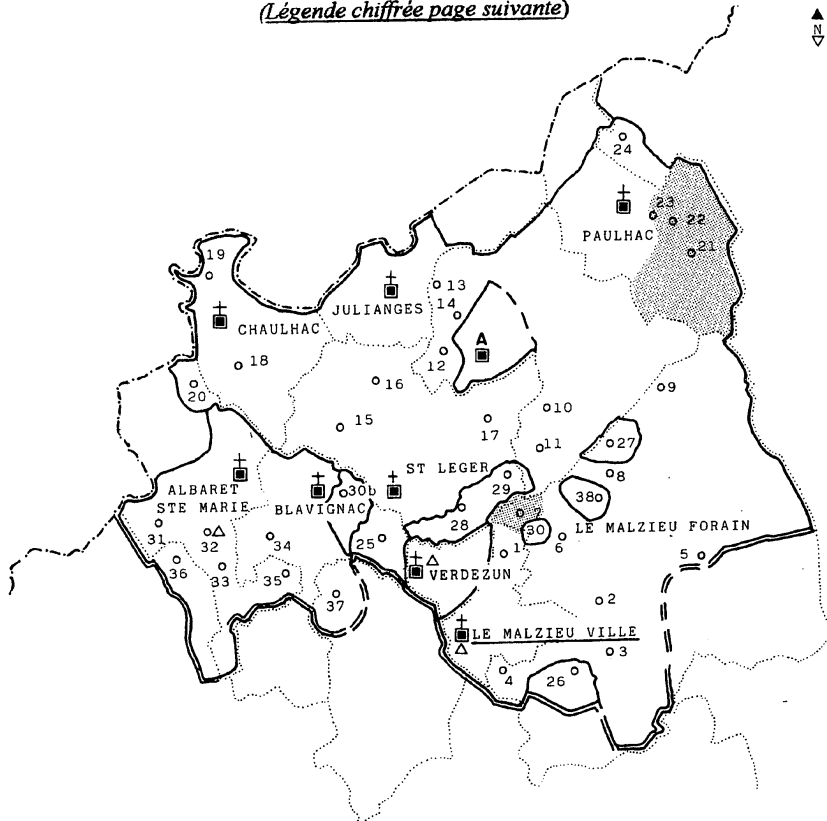 (Légende chiffrée page suivante)
N
24
23
22
PAULHAC
21
19
13
JULIANGES
14
CHAULHAC
A
12
18
16
9
20
10
15
17
27
11
ST LEGER
8
ALBARET
STE MARIE
30b
29
38
BLAVIGNAC
28
LE MALZIEU FORAIN
31
32
34
25
30
1
6
5
36
33
35
VERDEZUN
37
2
LE MALZIEU VILLE
3
4
26